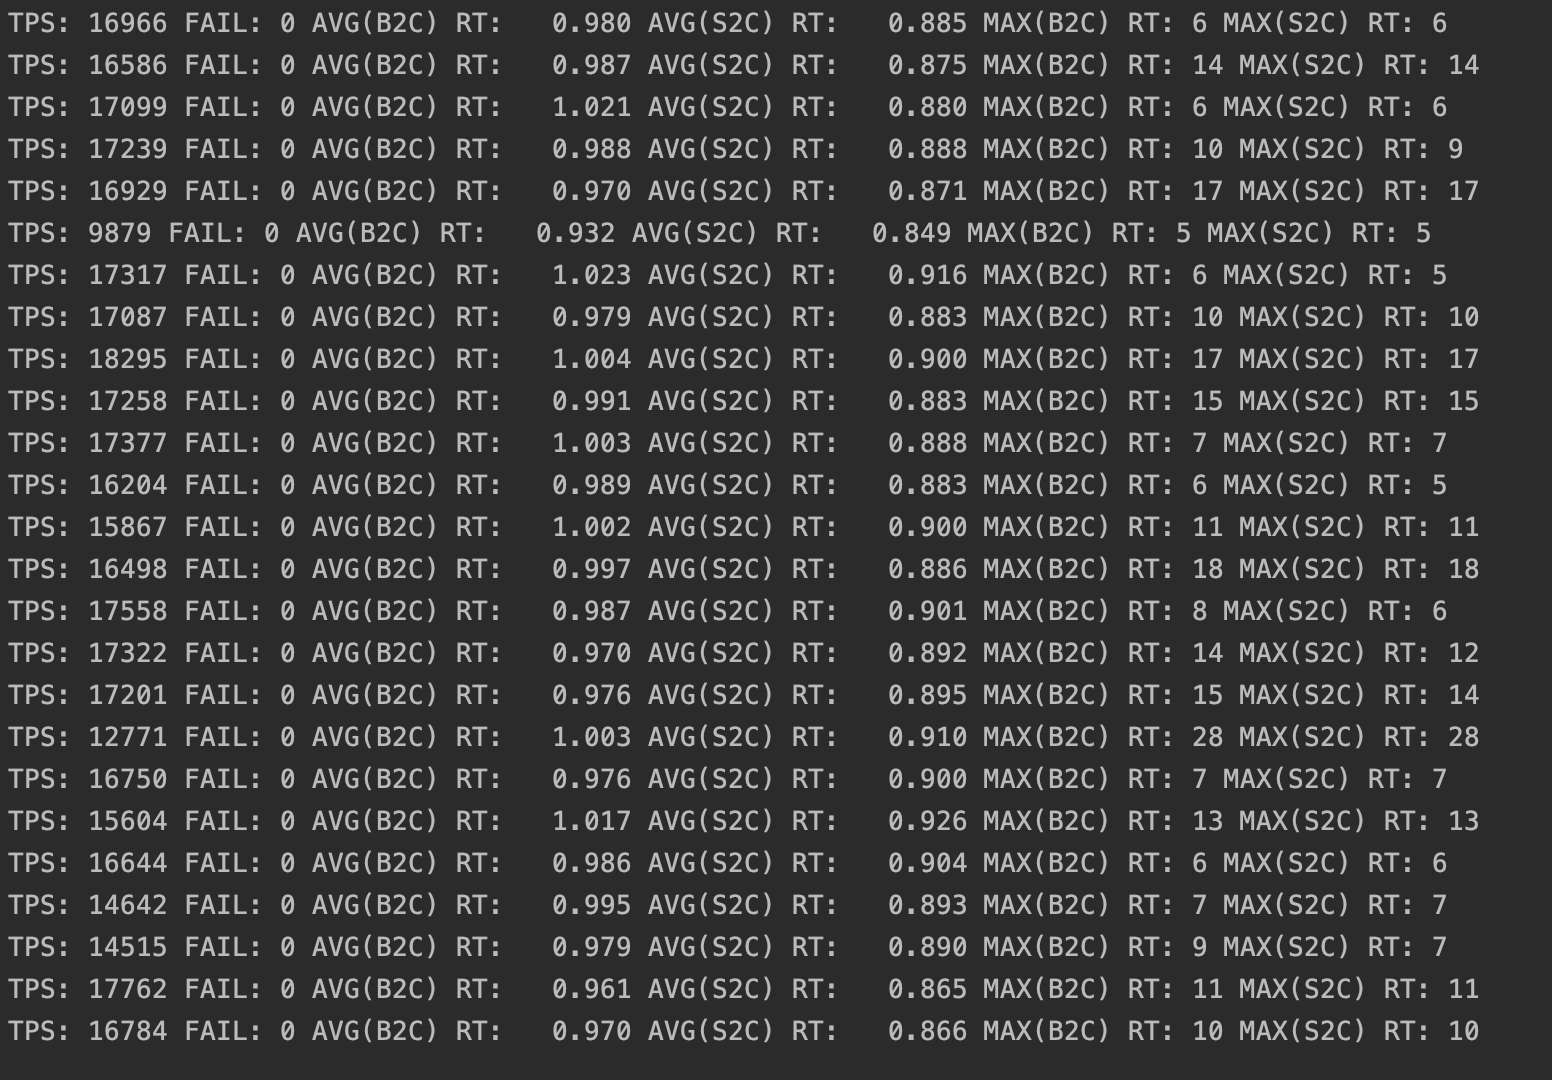 TPS: 16966 FAIL: 0 AVG(B2C) RT:   0.980 AVG(S2C) RT:   0.885 MAX(B2C) RT: 6 MAX(S2C) RT: 6
TPS: 16586 FAIL: 0 AVG(B2C) RT:   0.987 AVG(S2C) RT:   0.875 MAX(B2C) RT: 14 MAX(S2C) RT: 14
TPS: 17099 FAIL: 0 AVG(B2C) RT:   1.021 AVG(S2C) RT:   0.880 MAX(B2C) RT: 6 MAX(S2C) RT: 6
TPS: 17239 FAIL: 0 AVG(B2C) RT:   0.988 AVG(S2C) RT:   0.888 MAX(B2C) RT: 10 MAX(S2C) RT: 9
TPS: 16929 FAIL: 0 AVG(B2C) RT:   0.970 AVG(S2C) RT:   0.871 MAX(B2C) RT: 17 MAX(S2C) RT: 17
TPS: 9879 FAIL: 0 AVG(B2C) RT:   0.932 AVG(S2C) RT:   0.849 MAX(B2C) RT: 5 MAX(S2C) RT: 5
TPS: 17317 FAIL: 0 AVG(B2C) RT:   1.023 AVG(S2C) RT:   0.916 MAX(B2C) RT: 6 MAX(S2C) RT: 5
TPS: 17087 FAIL: 0 AVG(B2C) RT:   0.979 AVG(S2C) RT:   0.883 MAX(B2C) RT: 10 MAX(S2C) RT: 10
TPS: 18295 FAIL: 0 AVG(B2C) RT:   1.004 AVG(S2C) RT:   0.900 MAX(B2C) RT: 17 MAX(S2C) RT: 17
TPS: 17258 FAIL: 0 AVG(B2C) RT:   0.991 AVG(S2C) RT:   0.883 MAX(B2C) RT: 15 MAX(S2C) RT: 15
TPS: 17377 FAIL: 0 AVG(B2C) RT:   1.003 AVG(S2C) RT:   0.888 MAX(B2C) RT: 7 MAX(S2C) RT: 7
TPS: 16204 FAIL: 0 AVG(B2C) RT:   0.989 AVG(S2C) RT:   0.883 MAX(B2C) RT: 6 MAX(S2C) RT: 5
TPS: 15867 FAIL: 0 AVG(B2C) RT:   1.002 AVG(S2C) RT:   0.900 MAX(B2C) RT: 11 MAX(S2C) RT: 11
TPS: 16498 FAIL: 0 AVG(B2C) RT:   0.997 AVG(S2C) RT:   0.886 MAX(B2C) RT: 18 MAX(S2C) RT: 18
TPS: 17558 FAIL: 0 AVG(B2C) RT:   0.987 AVG(S2C) RT:   0.901 MAX(B2C) RT: 8 MAX(S2C) RT: 6
TPS: 17322 FAIL: 0 AVG(B2C) RT:   0.970 AVG(S2C) RT:   0.892 MAX(B2C) RT: 14 MAX(S2C) RT: 12
TPS: 17201 FAIL: 0 AVG(B2C) RT:   0.976 AVG(S2C) RT:   0.895 MAX(B2C) RT: 15 MAX(S2C) RT: 14
TPS: 12771 FAIL: 0 AVG(B2C) RT:   1.003 AVG(S2C) RT:   0.910 MAX(B2C) RT: 28 MAX(S2C) RT: 28
TPS: 16750 FAIL: 0 AVG(B2C) RT:   0.976 AVG(S2C) RT:   0.900 MAX(B2C) RT: 7 MAX(S2C) RT: 7
TPS: 15604 FAIL: 0 AVG(B2C) RT:   1.017 AVG(S2C) RT:   0.926 MAX(B2C) RT: 13 MAX(S2C) RT: 13
TPS: 16644 FAIL: 0 AVG(B2C) RT:   0.986 AVG(S2C) RT:   0.904 MAX(B2C) RT: 6 MAX(S2C) RT: 6
TPS: 14642 FAIL: 0 AVG(B2C) RT:   0.995 AVG(S2C) RT:   0.893 MAX(B2C) RT: 7 MAX(S2C) RT: 7
TPS: 14515 FAIL: 0 AVG(B2C) RT:   0.979 AVG(S2C) RT:   0.890 MAX(B2C) RT: 9 MAX(S2C) RT: 7
TPS: 17762 FAIL: 0 AVG(B2C) RT:   0.961 AVG(S2C) RT:   0.865 MAX(B2C) RT: 11 MAX(S2C) RT: 11
TPS: 16784 FAIL: 0 AVG(B2C) RT:   0.970 AVG(S2C) RT:   0.866 MAX(B2C) RT: 10 MAX(S2C) RT: 10